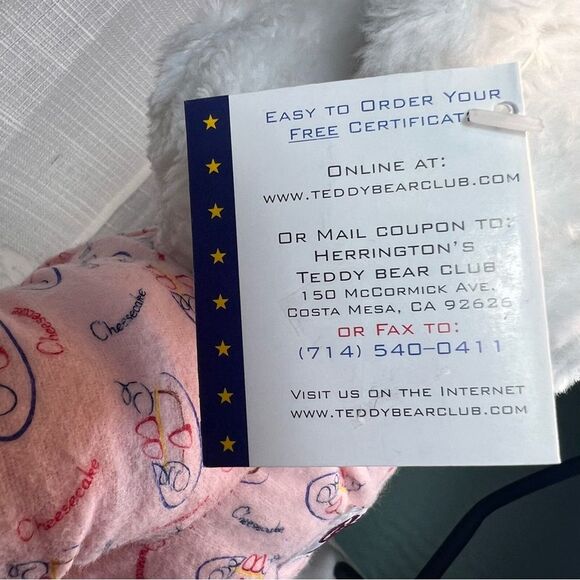 EASY TO ORDER YOUR
FREE CERTIFICAT
ONLINE AT:
WWW.TEDDYBEARCLUB.COM
OR MAIL COUPON TO:
HERRINGTON'S
TEDDY BEAR CLUB
150 MCCORMICK AVE.
COSTA MESA, CA 92626
OR FAX TO:
(714) 540-0411
VISIT US ON THE INTERNET
WWW.TEDDYBEARCLUB.COM
Cheesecake
Cheesecake
Cheesecake
Cheesecake